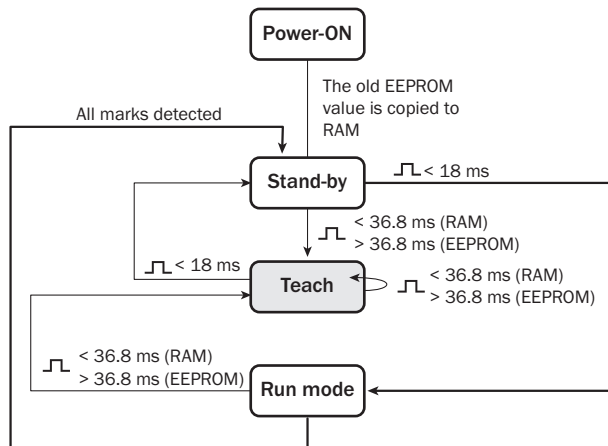 Power-ON
The old EEPROM
value is copied to
RAM
All marks detected
Stand-by
< 18 ms
< 36.8 ms (RAM)
> 36.8 ms (EEPROM)
< 18 ms
Teach
< 36.8 ms (RAM)
> 36.8 ms (EEPROM)
< 36.8 ms (RAM)
> 36.8 ms (EEPROM)
Run mode